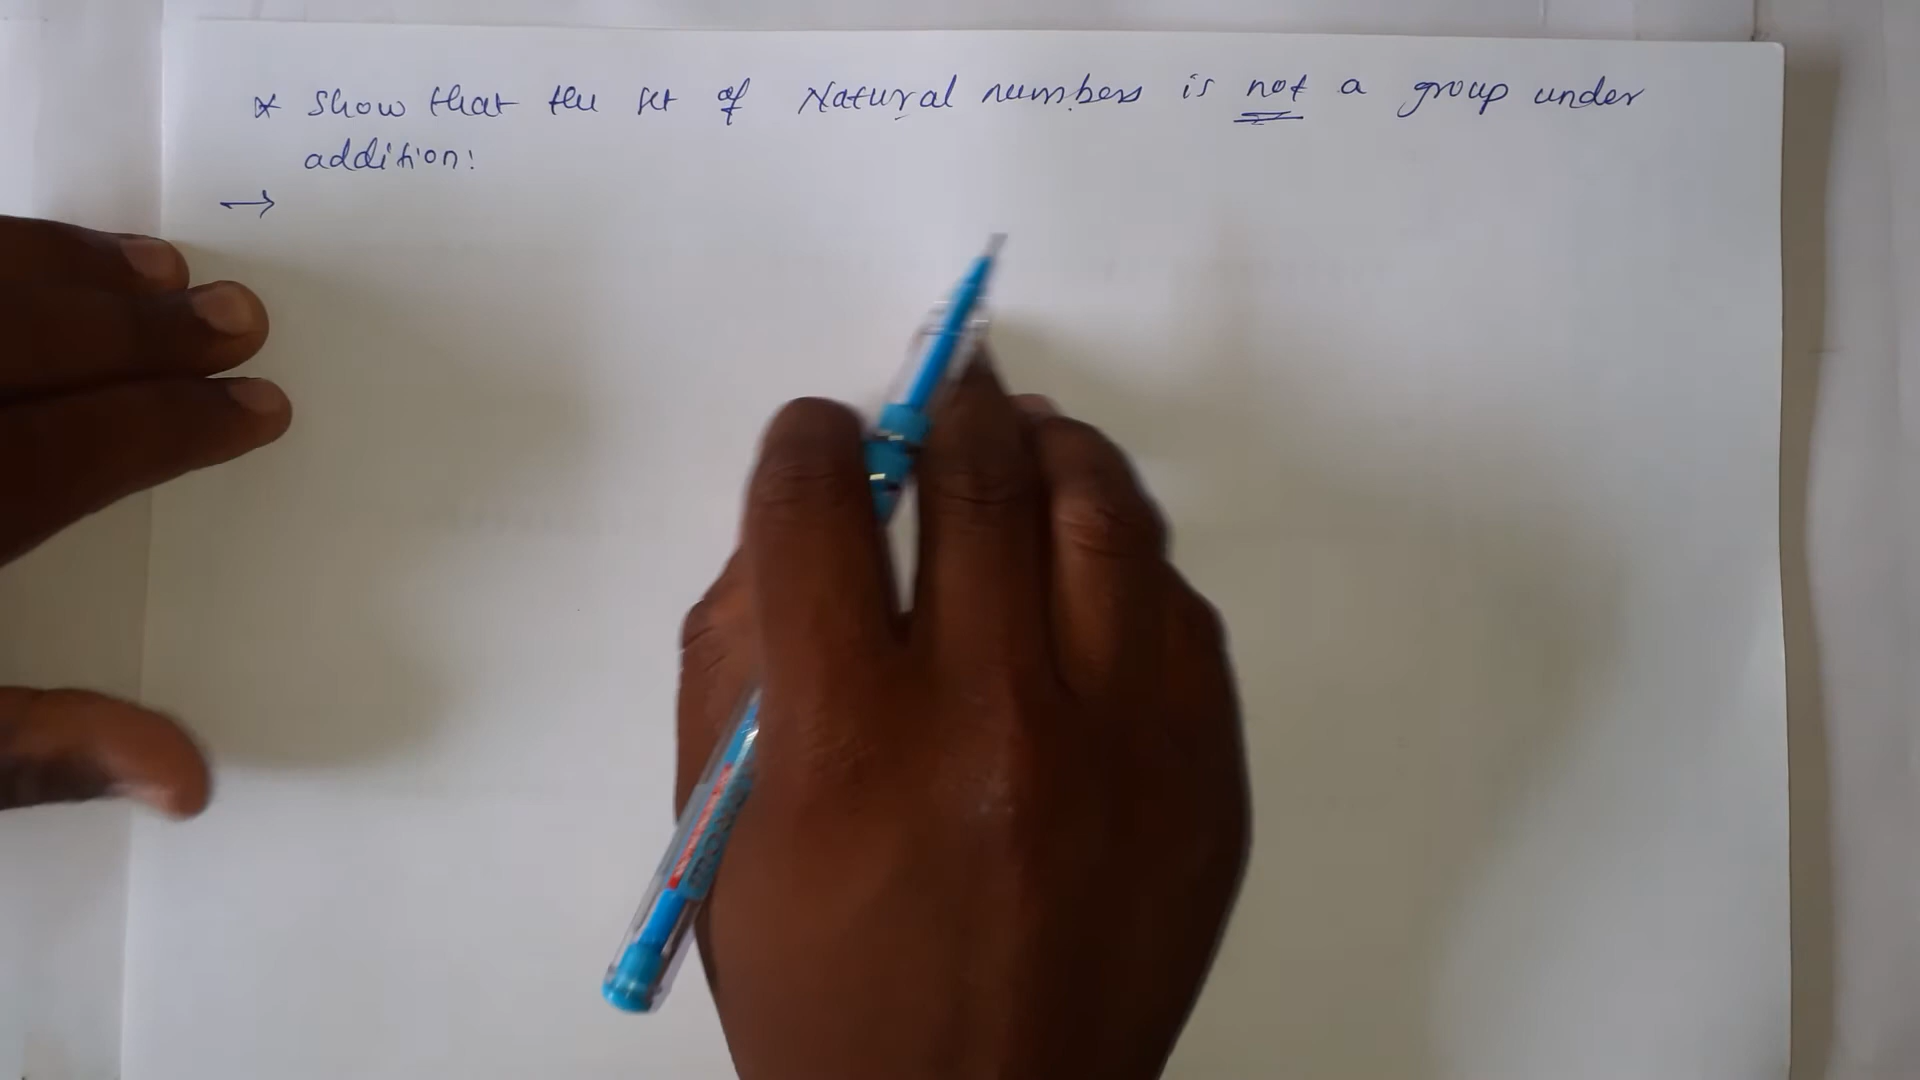 * Show that the set of Natural numbers is not a group under
addition:
→